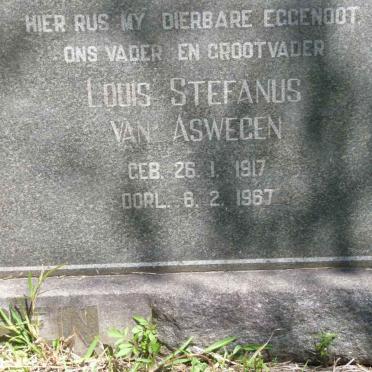 HIER RUS MY DIERBARE EGGENOOT
ONS VADER EN GROOTVADER
LOUIS STEFANUS
VAN ASWEGEN
GEB. 26. 1. 1917
OORL. 6. 2. 1967